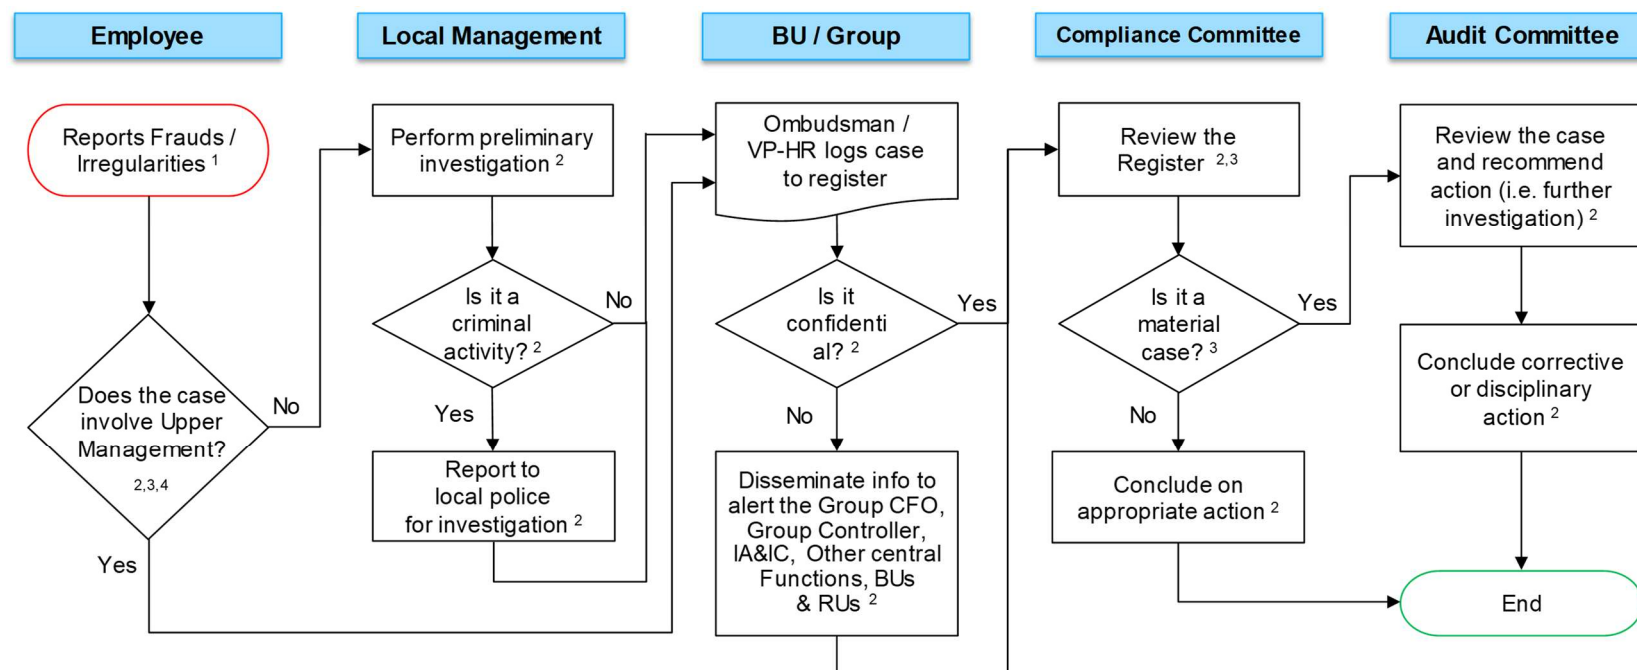 Employee
Local Management
BU / Group
Compliance Committee
Audit Committee
Reports Frauds /
Irregularities 1
Does the case
involve Upper
Management?
2,3,4
No
Yes
Perform preliminary
investigation 2
Is it a
criminal
activity? 2
No
Yes
Report to
local police
for investigation 2
Ombudsman /
VP-HR logs case
to register
Is it
confidenti
al? 2
Yes
No
Disseminate info to
alert the Group CFO,
Group Controller,
IA&IC, Other central
Functions, BUs
& RUs 2
Review the
Register 2,3
Is it a
material
case? 3
Yes
No
Conclude on
appropriate action 2
Review the case
and recommend
action (i.e. further
investigation) 2
Conclude corrective
or disciplinary
action 2
End